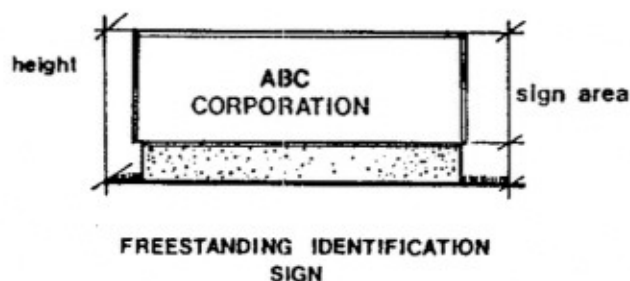 height
ABC
CORPORATION
sign area
FREESTANDING IDENTIFICATION
SIGN